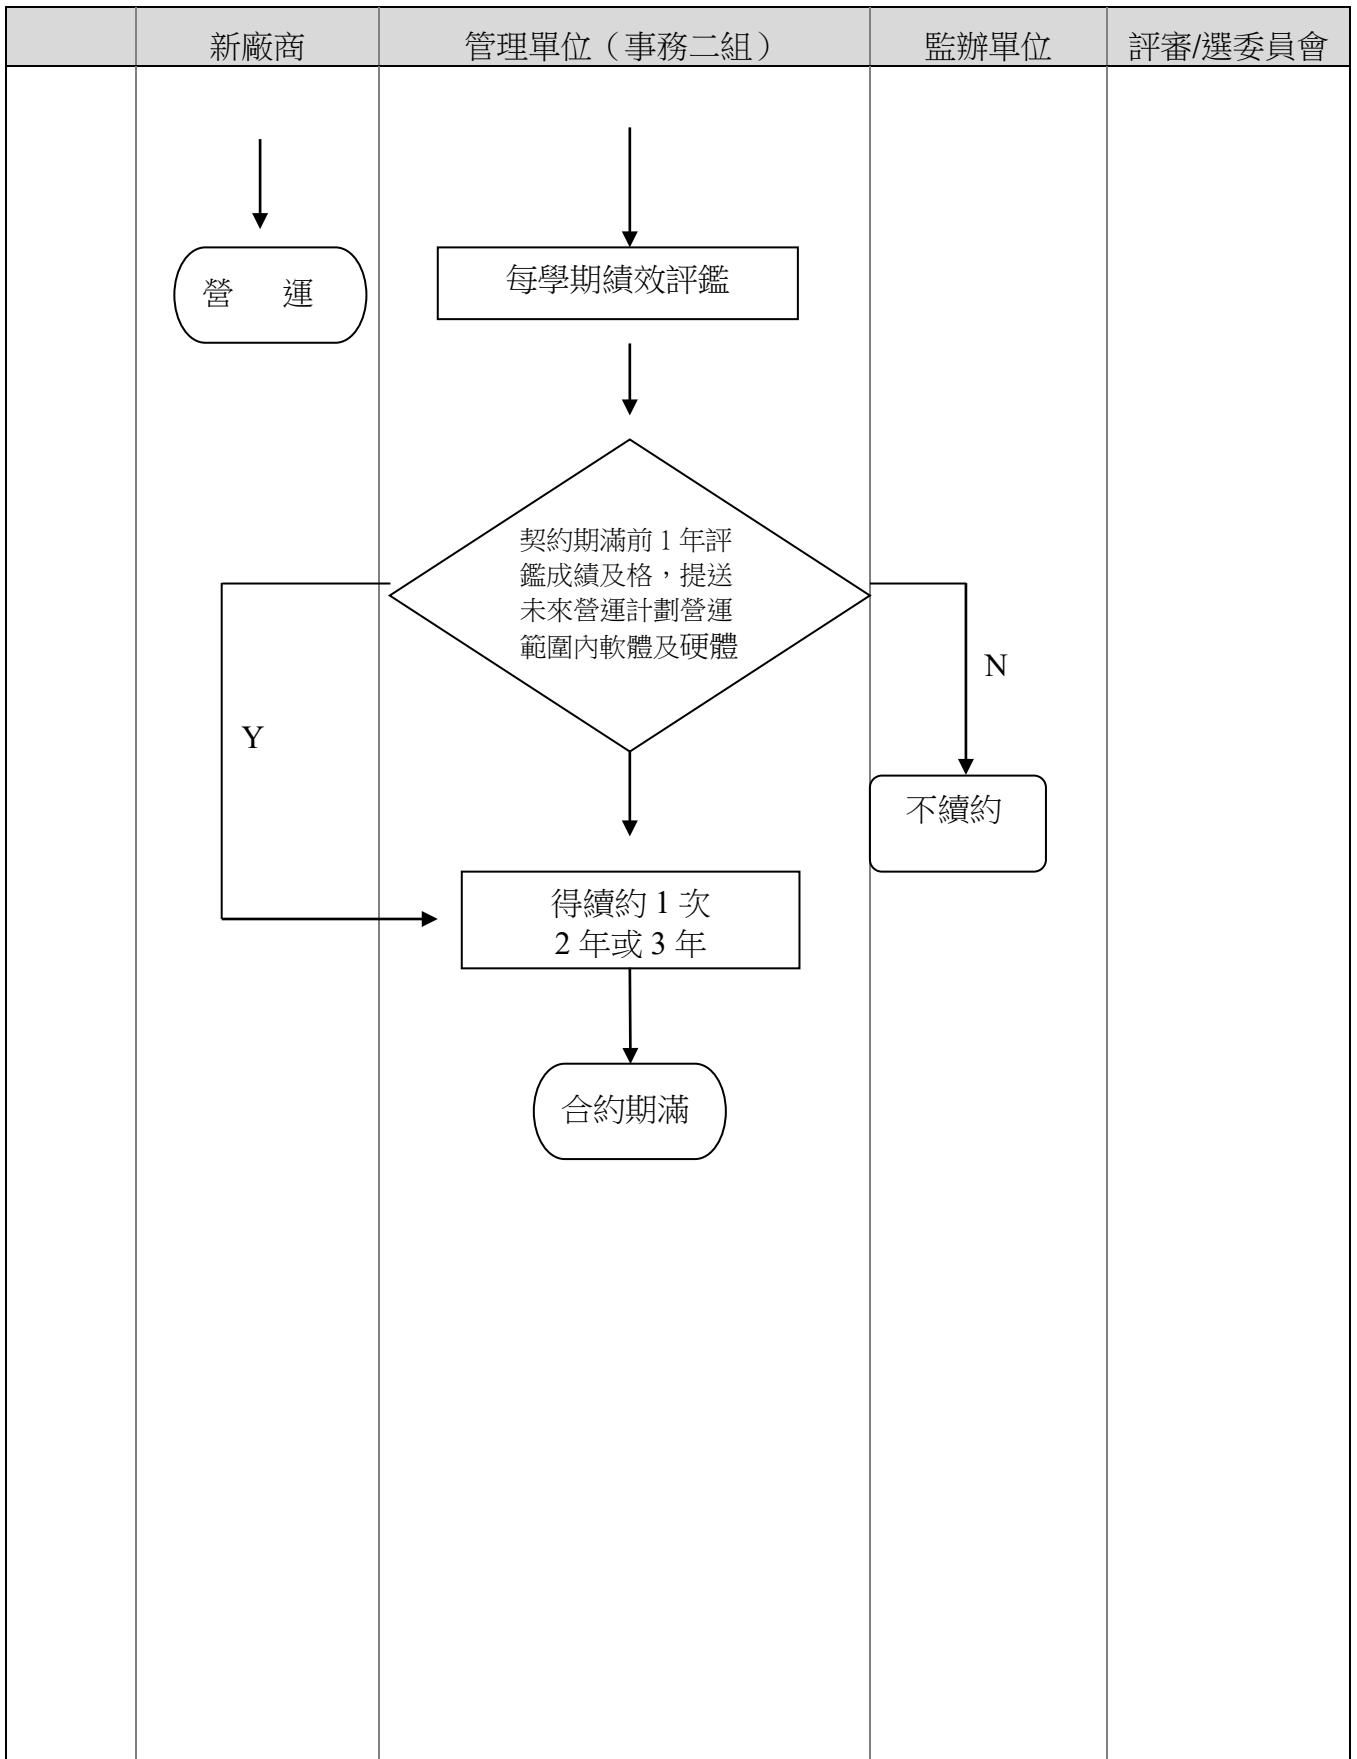 新廠商
管理單位（事務二組）
監辦單位
評審/選委員會
營 運
每學期績效評鑑
契約期滿前 1 年評
鑑成績及格，提送
未來營運計劃營運
範圍內軟體及硬體
N
Y
不續約
得續約 1 次
2 年或 3 年
合約期滿